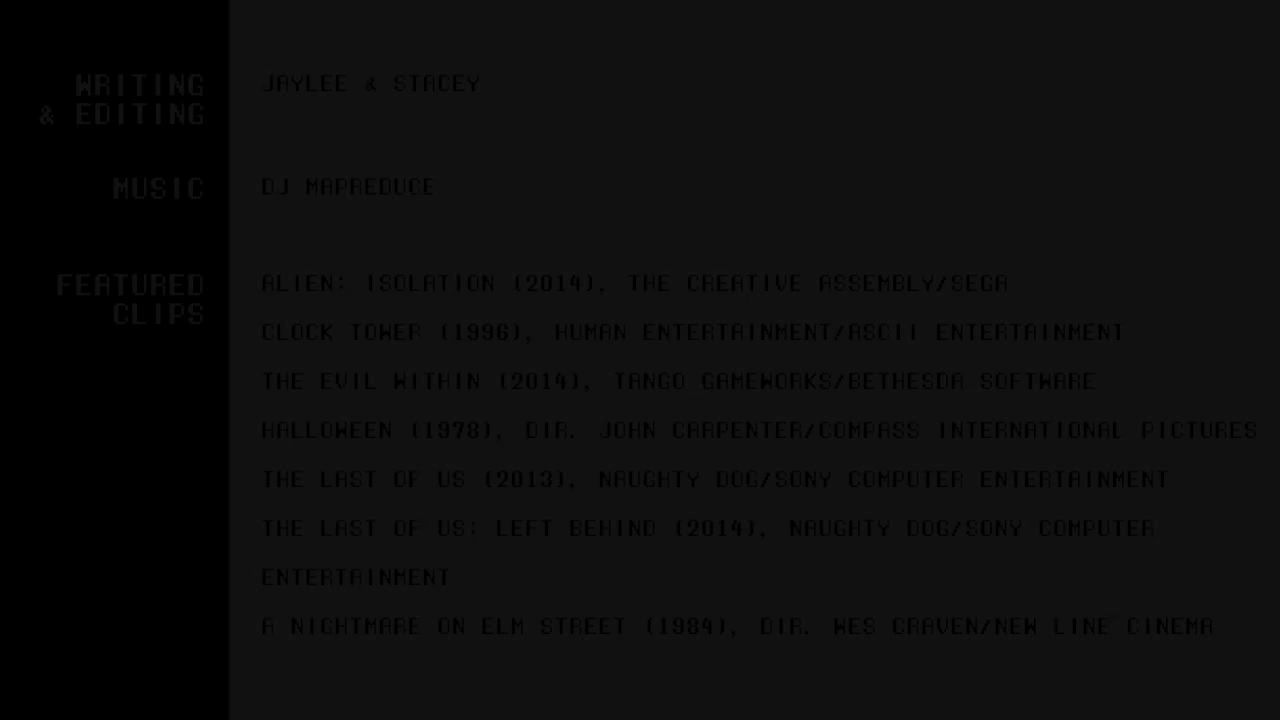 WRITING
& EDITING
JAYLEE & STACEY
MUSIC
DJ MAPREDUCE
FEATURED
CLIPS
ALIEN: ISOLATION (2014), THE CREATIVE ASSEMBLY/SEGA
CLOCK TOWER (1996), HUMAN ENTERTAINMENT/ASCII ENTERTAINMENT
THE EVIL WITHIN (2014), TANGO GAMEWORKS/BETHESDA SOFTWARE
HALLOWEEN (1978), DIR. JOHN CARPENTER/COMPASS INTERNATIONAL PICTURES
THE LAST OF US (2013), NAUGHTY DOG/SONY COMPUTER ENTERTAINMENT
THE LAST OF US: LEFT BEHIND (2014), NAUGHTY DOG/SONY COMPUTER
ENTERTAINMENT
A NIGHTMARE ON ELM STREET (1984), DIR. WES CRAVEN/NEW LINE CINEMA